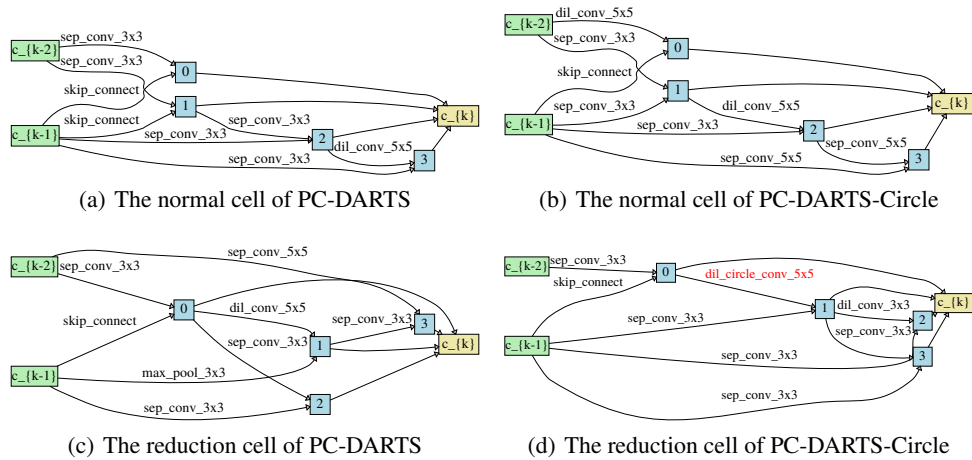 c_{k-2}
sep_conv_3x3
sep_conv_3x3
0
skip_connect
1
c_{k}
c_{k-1}
skip_connect
sep_conv_3x3
sep_conv_3x3
2
dil_conv_5x5
sep_conv_3x3
3
(a) The normal cell of PC-DARTS
c_{k-2}
dil_conv_5x5
sep_conv_3x3
0
skip_connect
1
c_{k}
c_{k-1}
sep_conv_3x3
dil_conv_5x5
sep_conv_3x3
2
sep_conv_5x5
sep_conv_5x5
3
(b) The normal cell of PC-DARTS-Circle
c_{k-2}
sep_conv_5x5
sep_conv_3x3
0
dil_conv_5x5
skip_connect
sep_conv_3x3
3
sep_conv_3x3
1
c_{k}
c_{k-1}
max_pool_3x3
sep_conv_3x3
2
(c) The reduction cell of PC-DARTS
c_{k-2}
sep_conv_3x3
skip_connect
0
dil_circle_conv_5x5
1
dil_conv_3x3
c_{k}
2
sep_conv_3x3
sep_conv_3x3
c_{k-1}
sep_conv_3x3
3
sep_conv_3x3
(d) The reduction cell of PC-DARTS-Circle